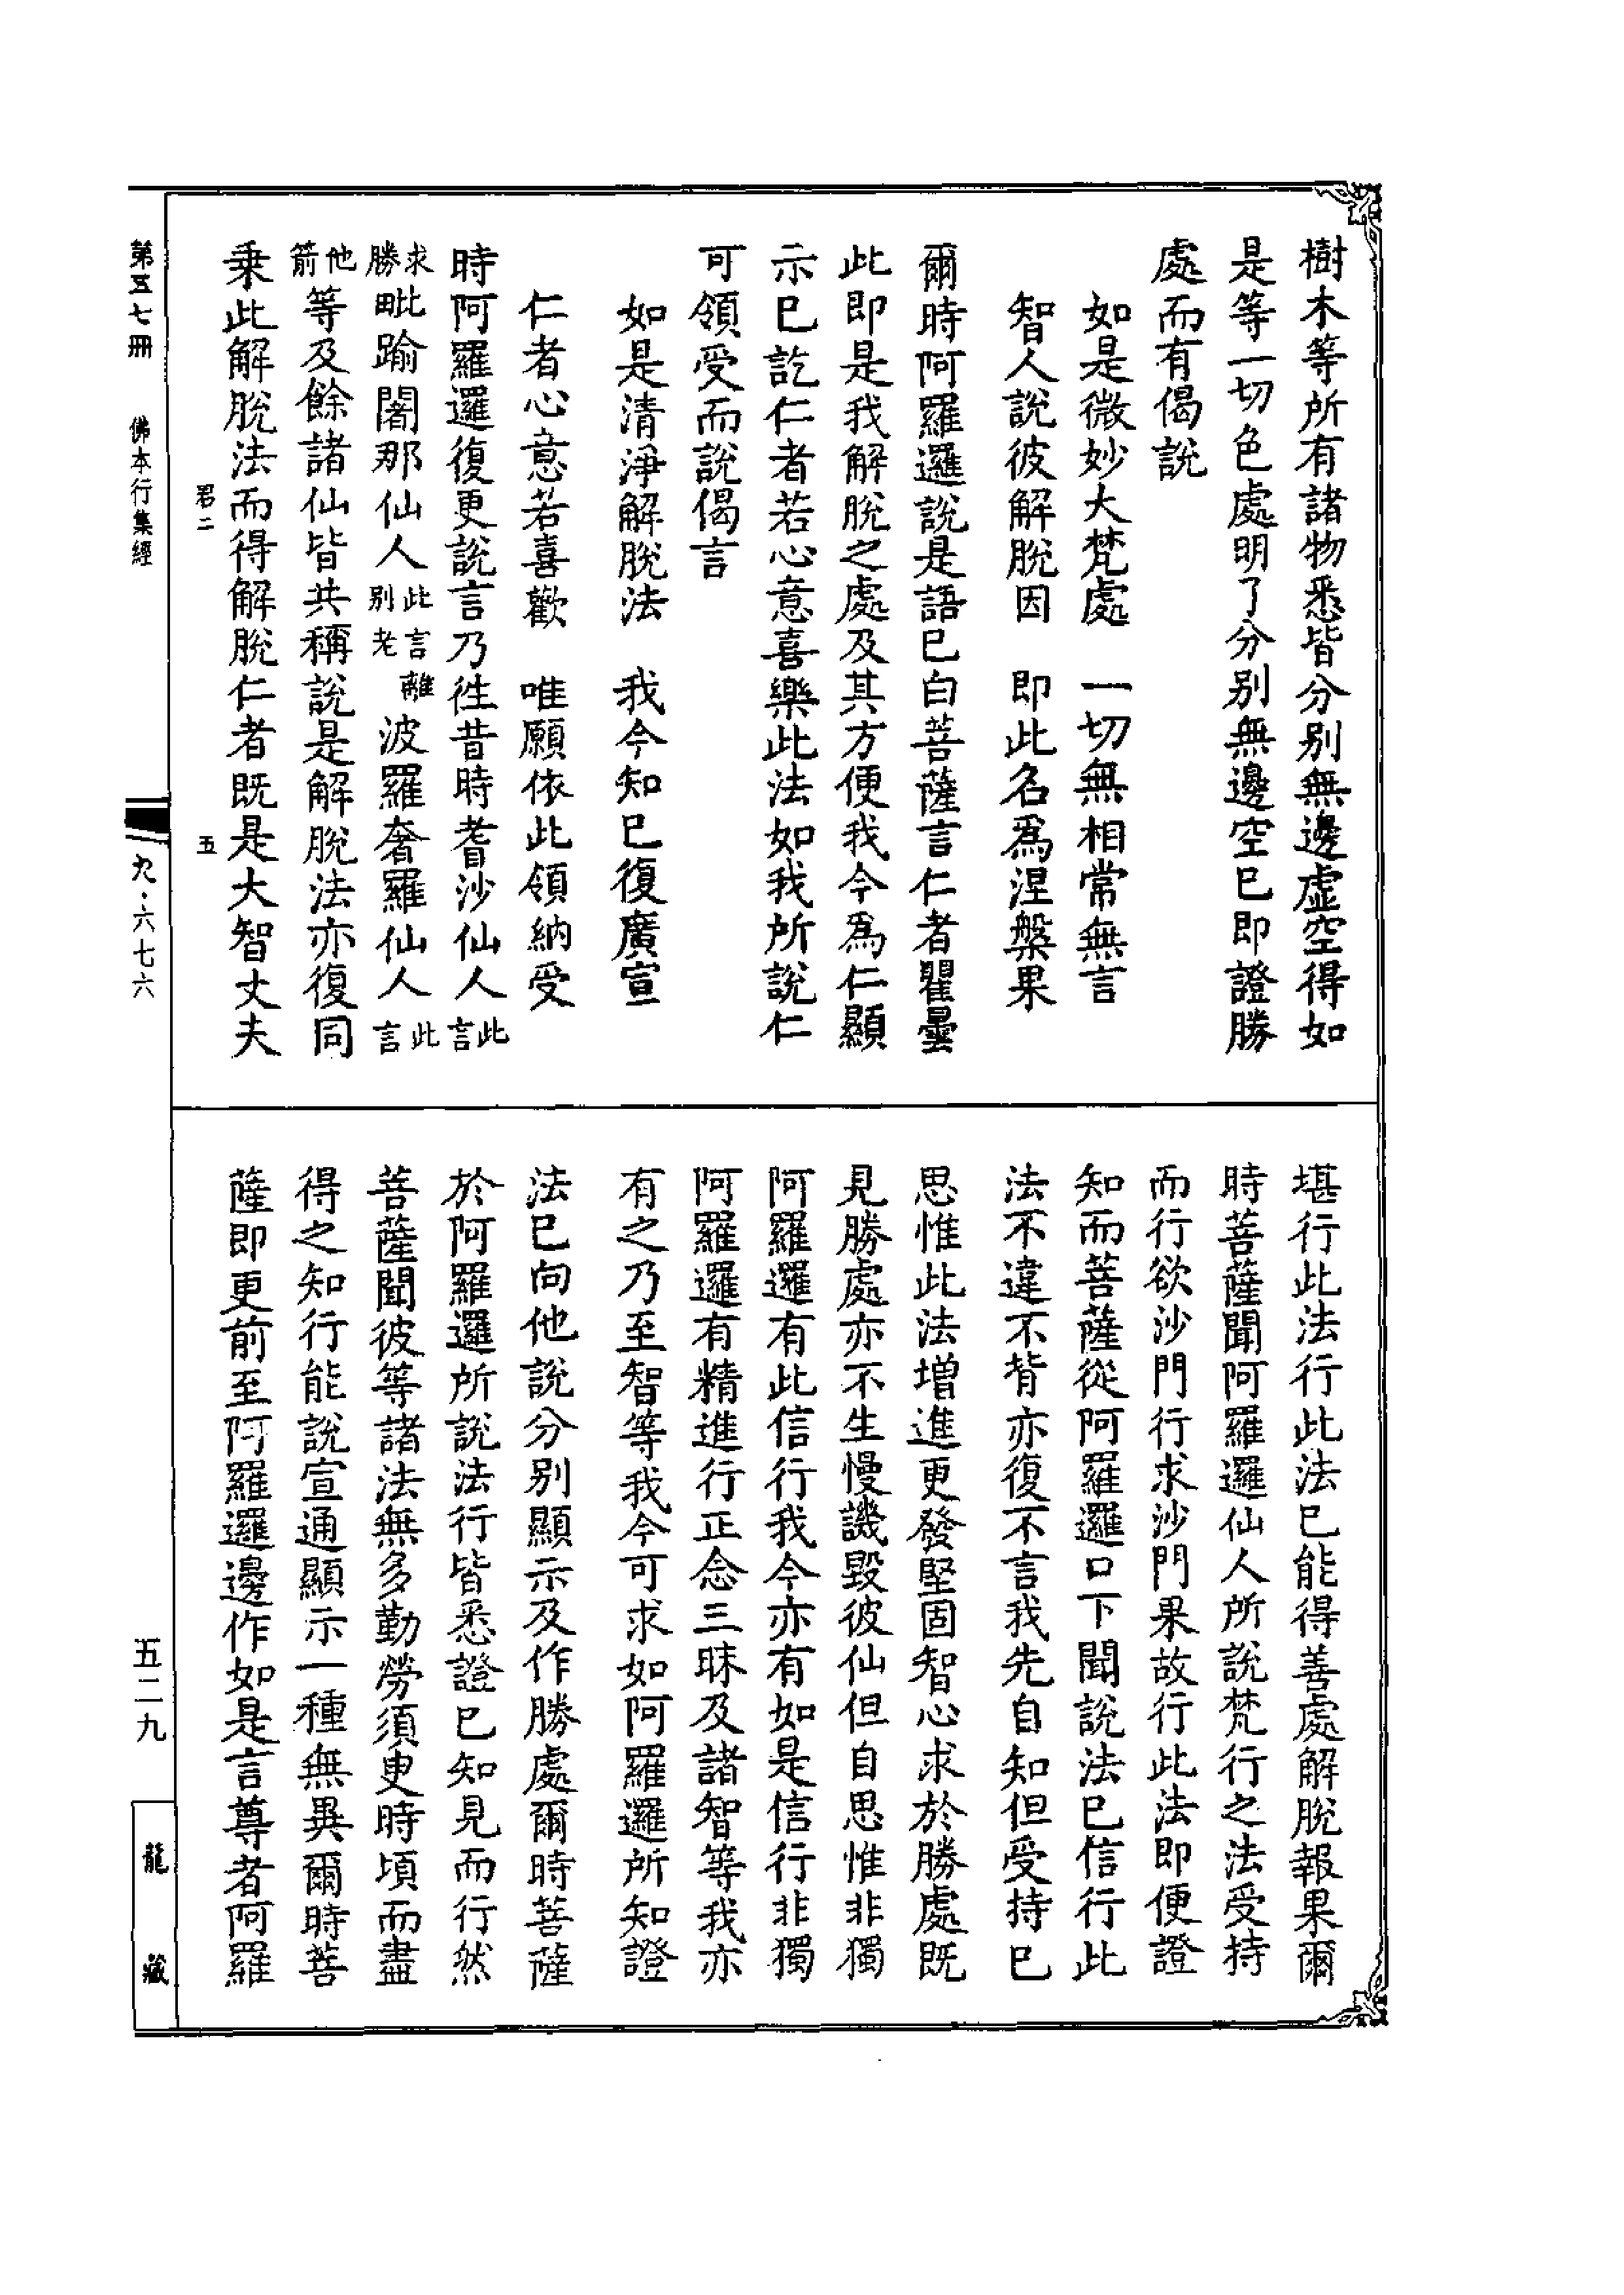 樹木等所有諸物悉皆分別無邊虛空得如
是等一切色處明了分別無邊空已即證勝
處而有偈說
如是微妙大梵處　一切無相常無言
智人說彼解脫因　即此名爲涅槃果
爾時阿羅邏說是語已白菩薩言仁者瞿曇
此即是我解脫之處及其方便我今爲仁顯
示已訖仁者若心意喜樂此法如我所說仁
可領受而說偈言
如是清淨解脫法　我今知已復廣宣
仁者心意若喜歡　唯願依此領納受
時阿羅邏復更說言乃徃昔時耆沙仙人此言
求勝毗踰闍那仙人此言別老離波羅奢羅仙人此言
他箭等及餘諸仙皆共稱說是解脫法亦復同
乗此解脫法而得解脫仁者既是大智丈夫
君二
五
堪行此法行此法已能得善處解脫報果爾
時菩薩聞阿羅邏仙人所說梵行之法受持
而行欲沙門行求沙門果故行此法即便證
知而菩薩從阿羅邏口下聞說法已信行此
法不違不背亦復不言我先自知但受持已
思惟此法增進更發堅固智心求於勝處既
見勝處亦不生慢譏毀彼仙但自思惟非獨
阿羅邏有此信行我今亦有如是信行非獨
阿羅邏有精進行正念三昧及諸智等我亦
有之乃至智等我今可求如阿羅邏所知證
法已向他說分別顯示及作勝處爾時菩薩
於阿羅邏所說法行皆悉證已知見而行然
菩薩聞彼等諸法無多勤勞須臾時頃而盡
得之知行能說宣通顯示一種無異爾時菩
薩即更前至阿羅邏邊作如是言尊者阿羅
第五七冊　佛本行集經
九・六七六
五二九
龍藏